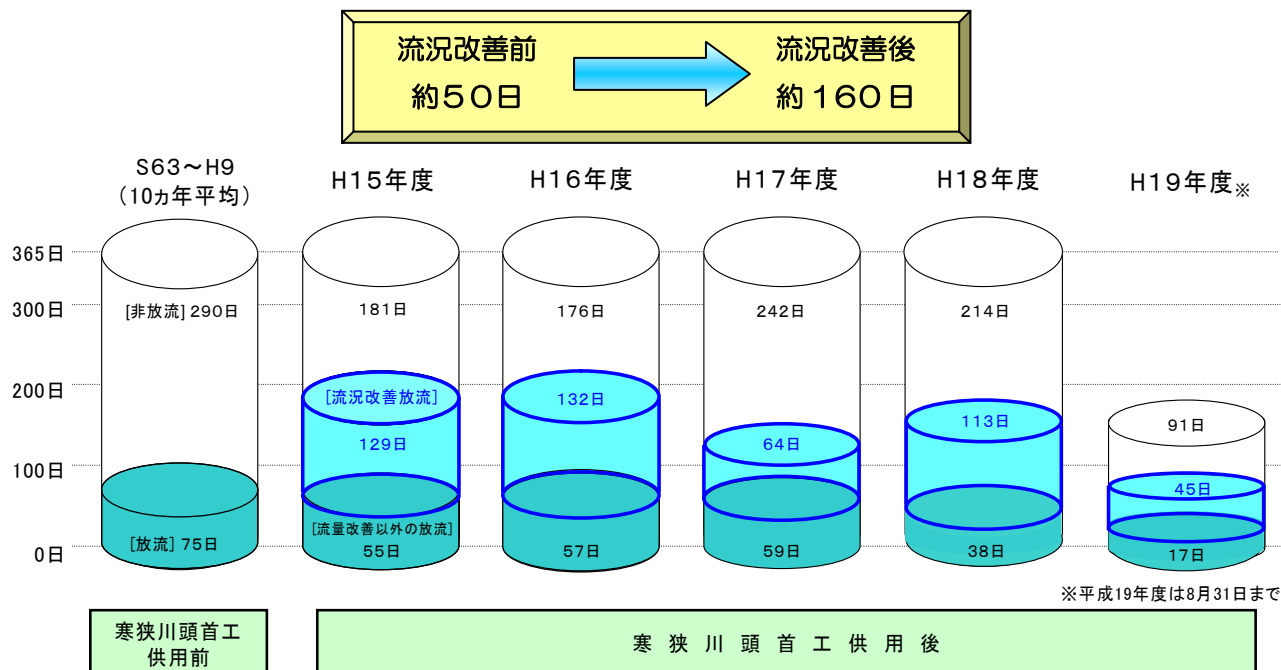 流況改善前
約50日
流況改善後
約160日
S63～H9
(10ヵ年平均)
H15年度
H16年度
H17年度
H18年度
H19年度※
365日
300日
200日
100日
0日
[非放流] 290日
[放流] 75日
181日
[流況改善放流]
129日
[流量改善以外の放流]
55日
176日
132日
57日
242日
64日
59日
214日
113日
38日
91日
45日
17日
※平成19年度は8月31日まで
寒狭川頭首工
供用前
寒狭川頭首工供用後